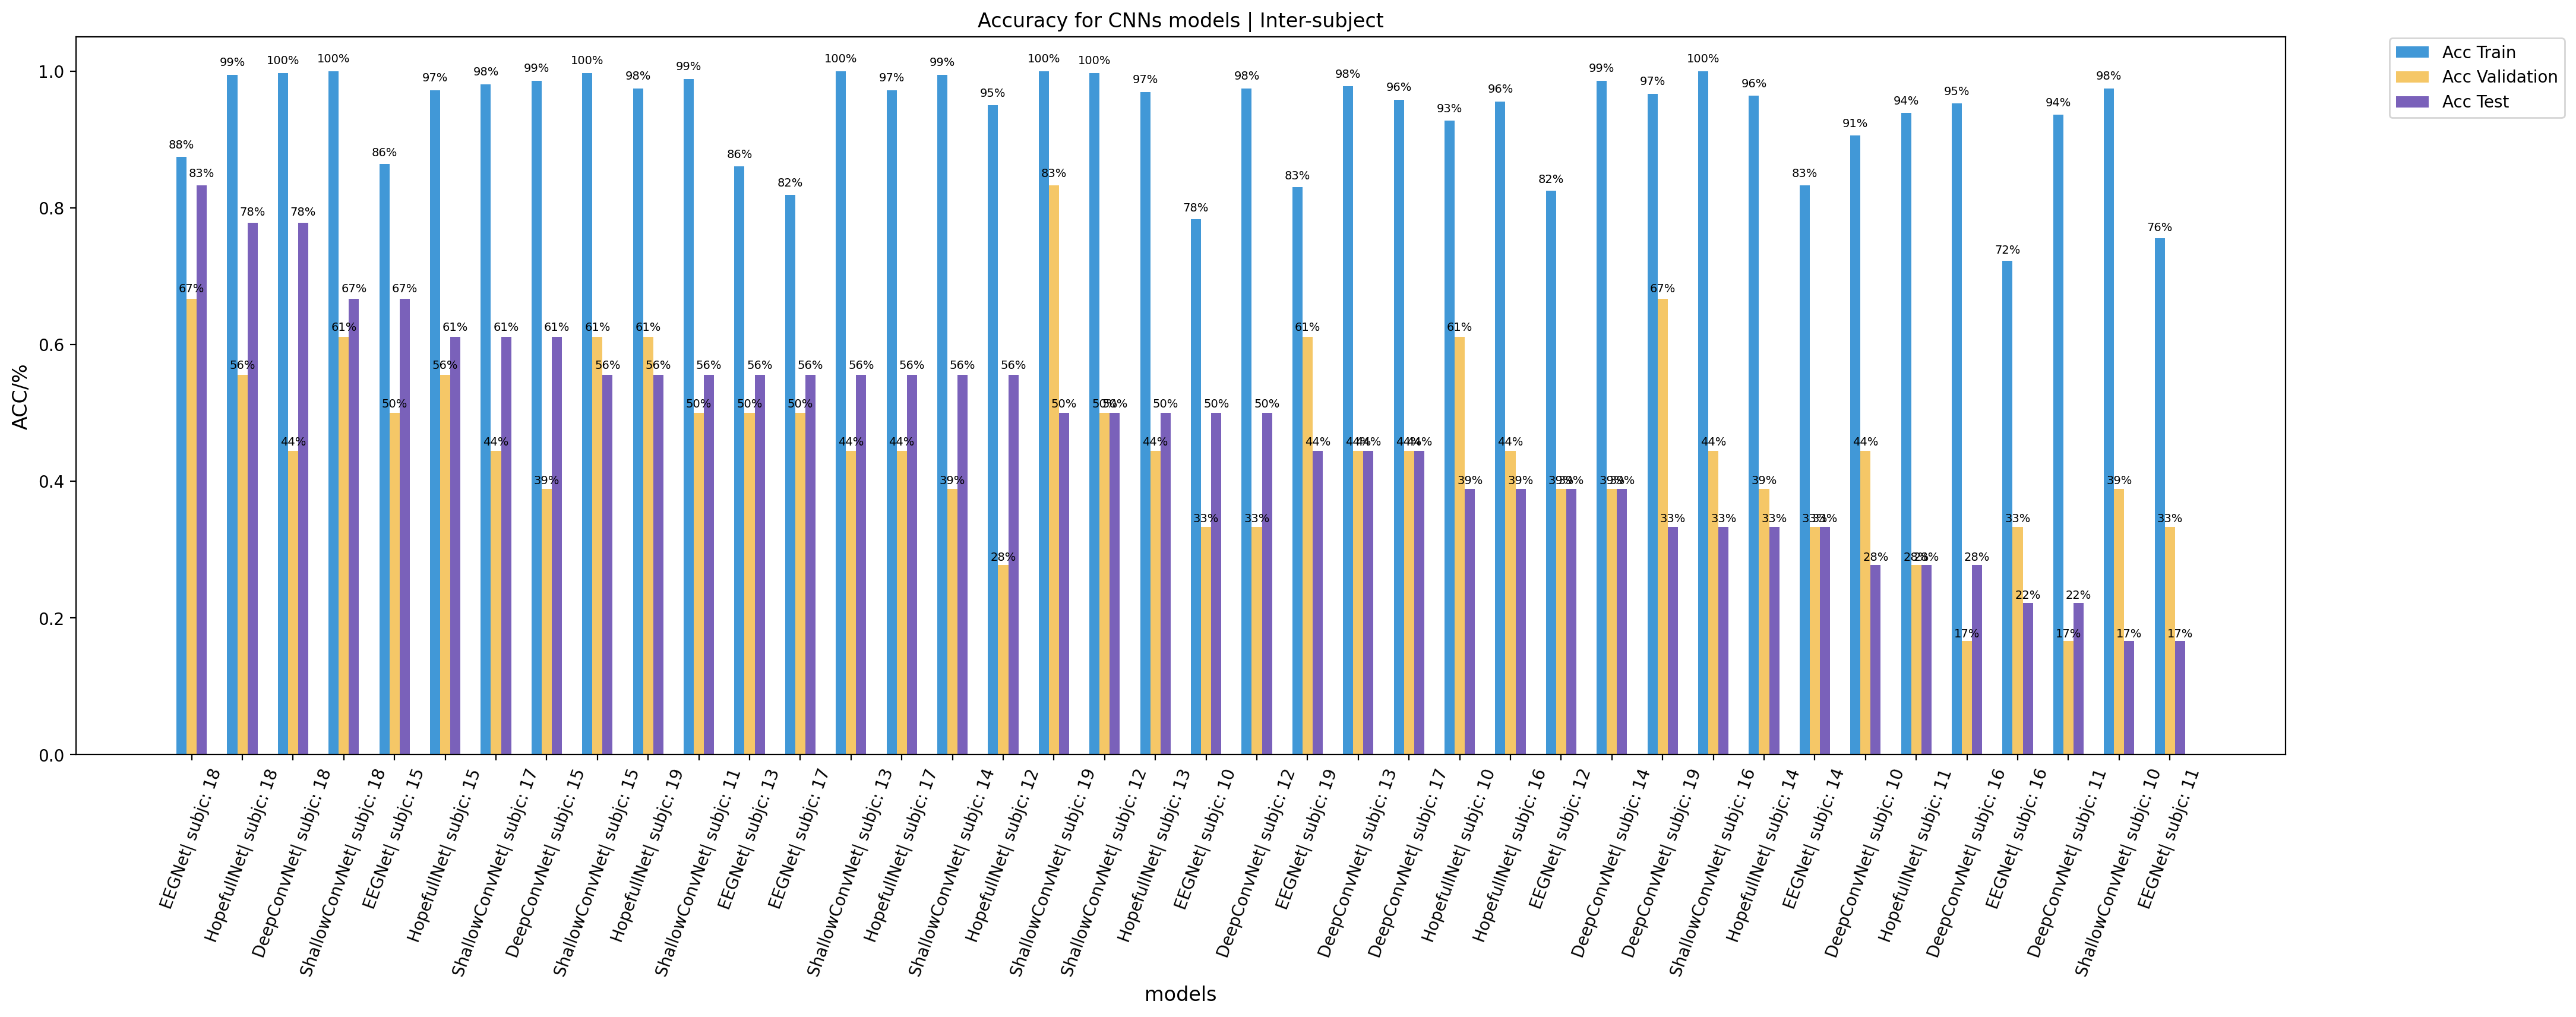 Accuracy for CNNs models | Inter-subject
Acc Train
Acc Validation
Acc Test
ACC/%
1.0
0.8
0.6
0.4
0.2
0.0
88% 67% 83%
99% 56% 78%
100% 44% 78%
100% 61% 67%
86% 50% 67%
97% 56% 61%
98% 44% 61%
99% 39% 61%
100% 61% 56%
98% 61% 56%
99% 50% 56%
86% 50% 56%
82% 50% 56%
100% 44% 56%
97% 44% 56%
99% 39% 56%
95% 28% 56%
100% 83% 50%
100% 50% 50%
97% 44% 50%
78% 33% 50%
98% 33% 50%
83% 61% 44%
98% 44% 44%
96% 44% 44%
93% 61% 39%
96% 44% 39%
82% 39% 39%
99% 39% 39%
97% 67% 33%
100% 44% 33%
96% 39% 33%
83% 33% 33%
91% 44% 28%
94% 28% 28%
95% 17% 28%
72% 33% 22%
94% 17% 22%
98% 39% 17%
76% 33% 17%
EEGNet| subjc: 18
HopefullNet| subjc: 18
DeepConvNet| subjc: 18
ShallowConvNet| subjc: 18
EEGNet| subjc: 15
HopefullNet| subjc: 15
ShallowConvNet| subjc: 17
DeepConvNet| subjc: 15
ShallowConvNet| subjc: 15
HopefullNet| subjc: 19
ShallowConvNet| subjc: 11
EEGNet| subjc: 13
EEGNet| subjc: 17
ShallowConvNet| subjc: 13
HopefullNet| subjc: 17
ShallowConvNet| subjc: 14
HopefullNet| subjc: 12
ShallowConvNet| subjc: 19
ShallowConvNet| subjc: 12
HopefullNet| subjc: 13
EEGNet| subjc: 10
DeepConvNet| subjc: 12
EEGNet| subjc: 19
DeepConvNet| subjc: 13
DeepConvNet| subjc: 17
HopefullNet| subjc: 10
HopefullNet| subjc: 16
EEGNet| subjc: 12
DeepConvNet| subjc: 14
DeepConvNet| subjc: 19
ShallowConvNet| subjc: 16
HopefullNet| subjc: 14
EEGNet| subjc: 14
DeepConvNet| subjc: 10
HopefullNet| subjc: 11
DeepConvNet| subjc: 16
EEGNet| subjc: 16
DeepConvNet| subjc: 11
ShallowConvNet| subjc: 10
EEGNet| subjc: 11
models